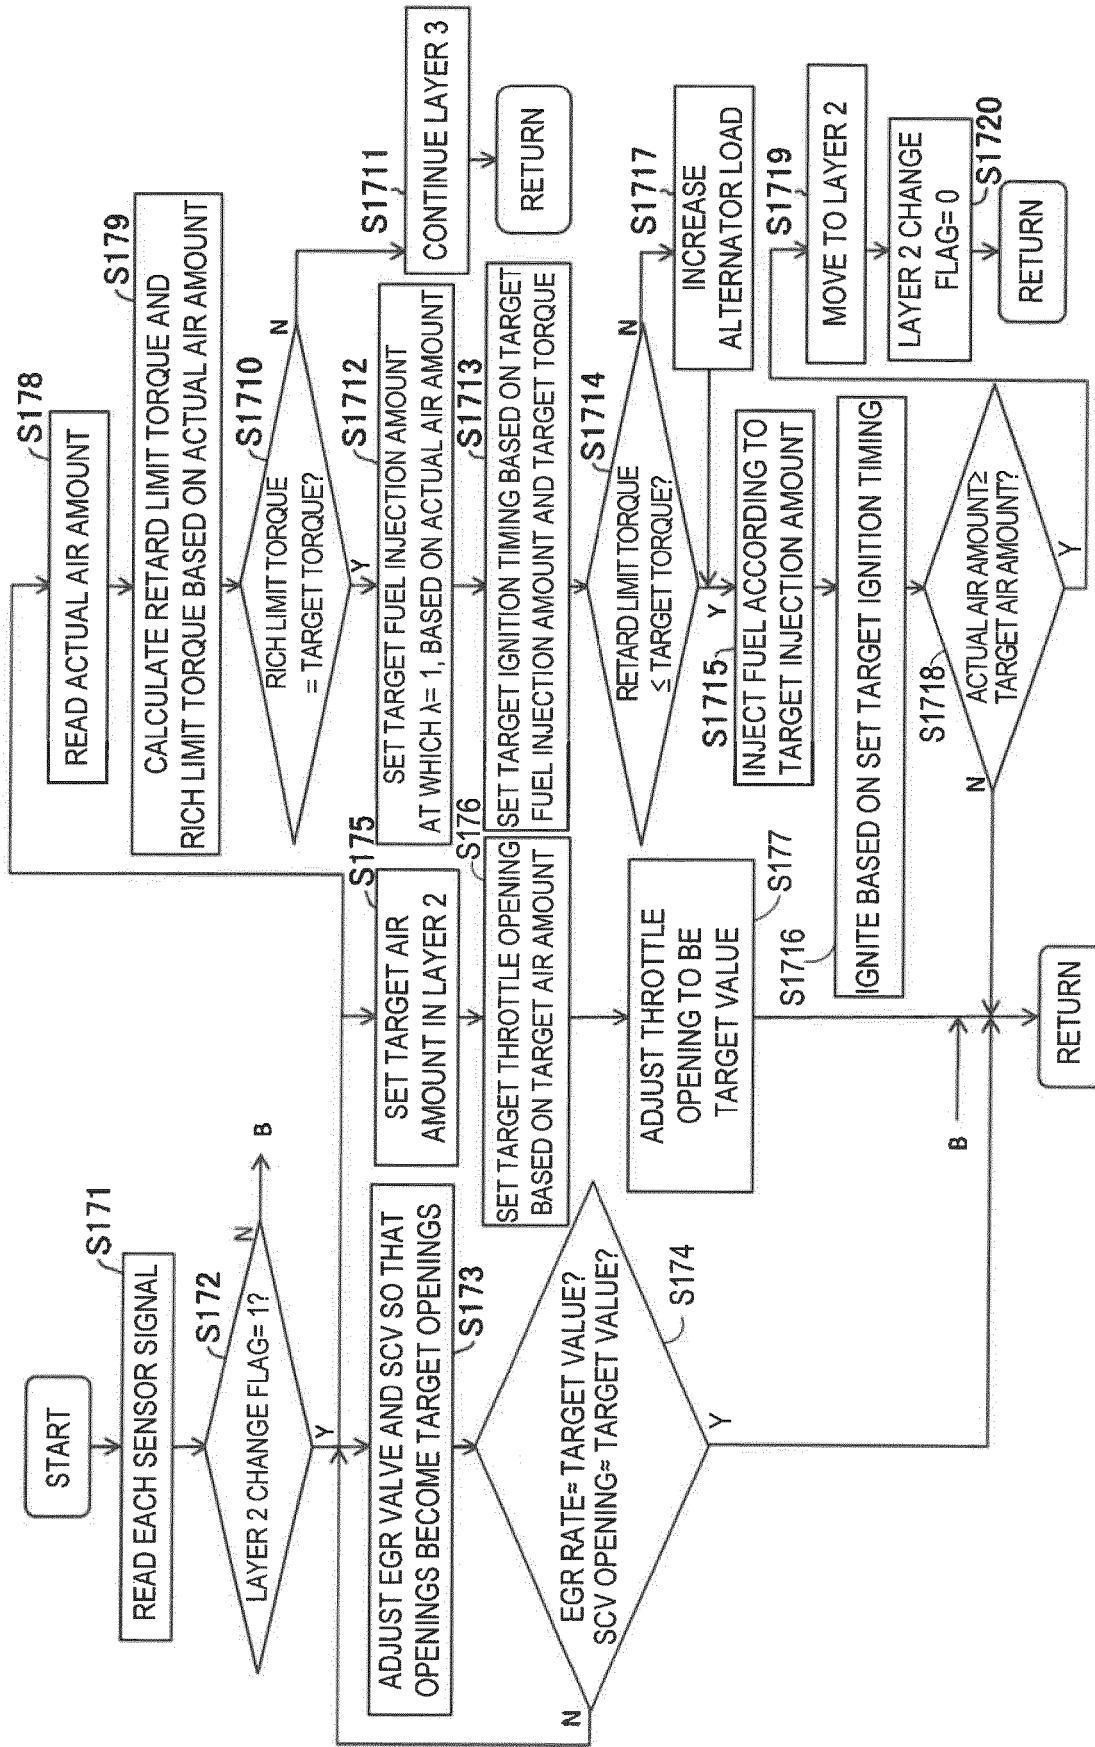 START
S171
READ EACH SENSOR SIGNAL
S172
LAYER 2 CHANGE FLAG= 1?
N
B
Y
ADJUST EGR VALVE AND SCV SO THAT
OPENINGS BECOME TARGET OPENINGS
S173
EGR RATE≈ TARGET VALUE?
SCV OPENING≈ TARGET VALUE?
S174
N
Y
S175
SET TARGET AIR
AMOUNT IN LAYER 2
S176
SET TARGET THROTTLE OPENING
BASED ON TARGET AIR AMOUNT
ADJUST THROTTLE
OPENING TO BE
TARGET VALUE
S177
B
RETURN
S178
READ ACTUAL AIR AMOUNT
S179
CALCULATE RETARD LIMIT TORQUE AND
RICH LIMIT TORQUE BASED ON ACTUAL AIR AMOUNT
S1710
RICH LIMIT TORQUE
= TARGET TORQUE?
N
Y
S1711
CONTINUE LAYER 3
RETURN
S1712
SET TARGET FUEL INJECTION AMOUNT
AT WHICH λ= 1, BASED ON ACTUAL AIR AMOUNT
S1713
SET TARGET IGNITION TIMING BASED ON TARGET
FUEL INJECTION AMOUNT AND TARGET TORQUE
S1714
RETARD LIMIT TORQUE
≤ TARGET TORQUE?
N
Y
S1717
INCREASE
ALTERNATOR LOAD
S1715
INJECT FUEL ACCORDING TO
TARGET INJECTION AMOUNT
S1716
IGNITE BASED ON SET TARGET IGNITION TIMING
S1718
ACTUAL AIR AMOUNT≥
TARGET AIR AMOUNT?
N
Y
S1719
MOVE TO LAYER 2
LAYER 2 CHANGE
FLAG= 0
S1720
RETURN